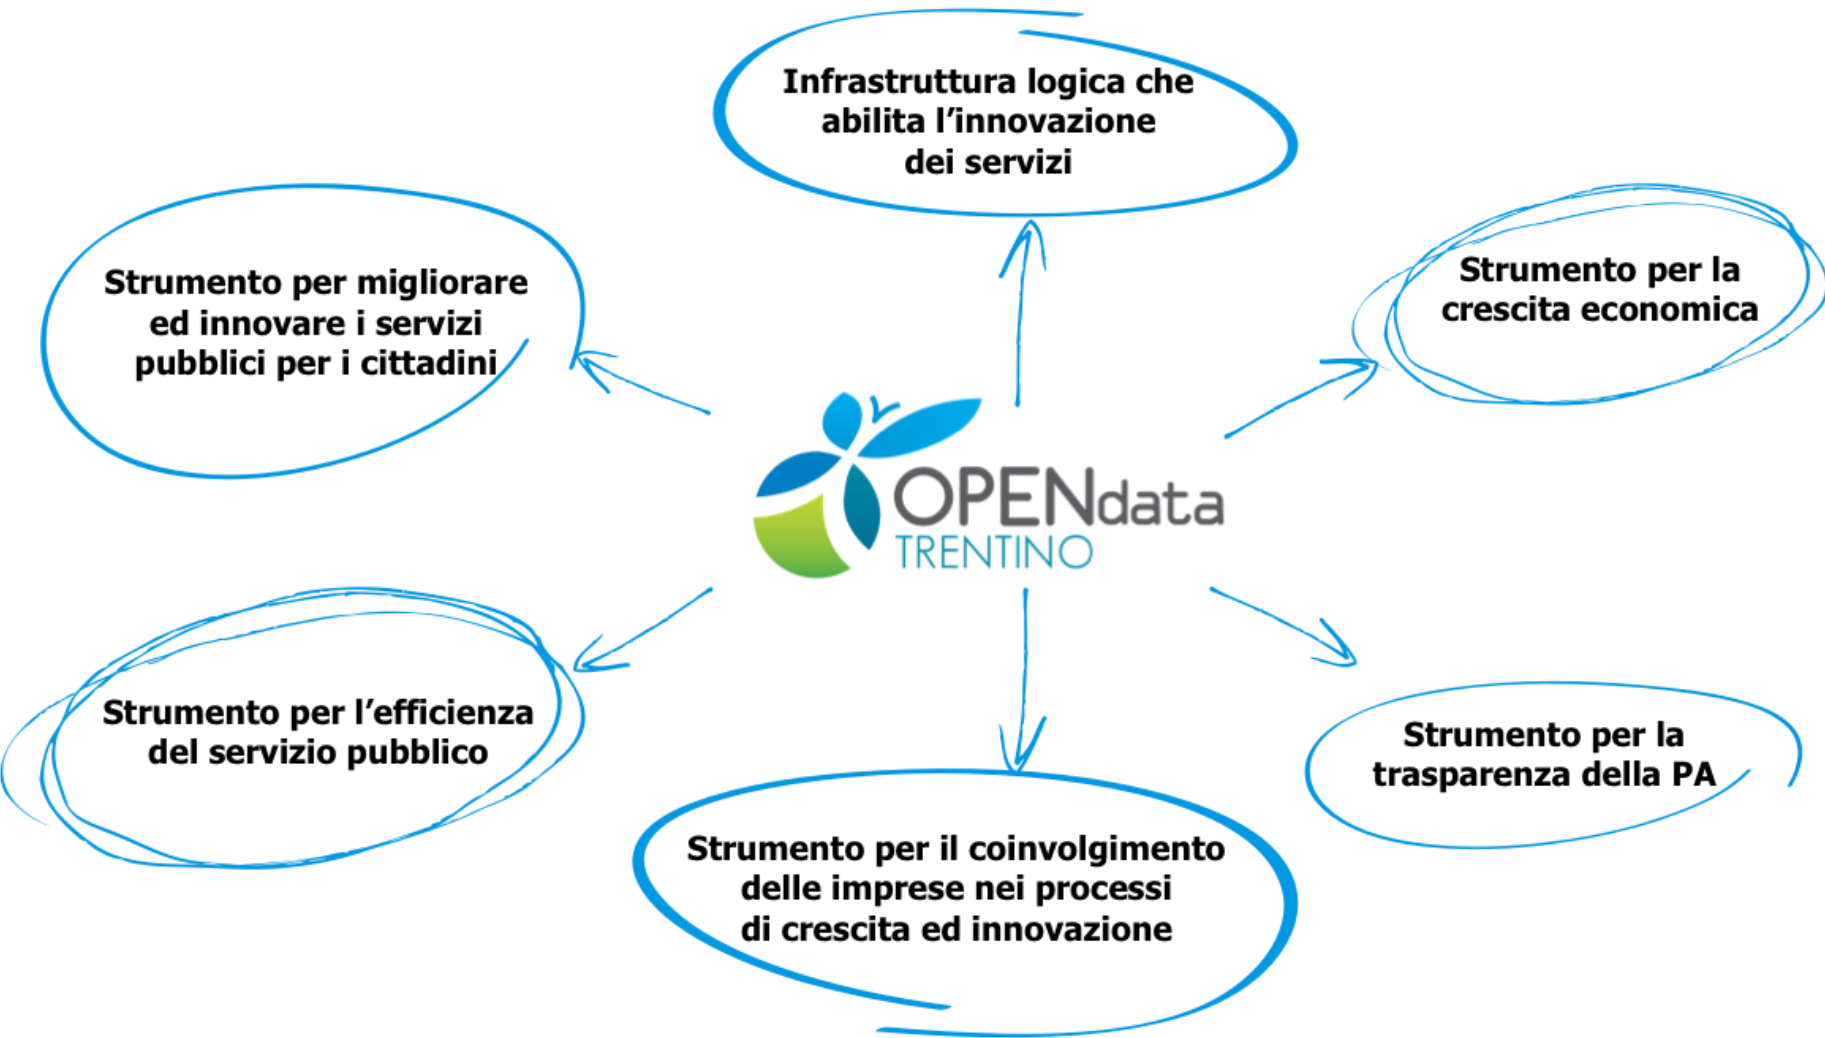 Infrastruttura logica che
abilita l’innovazione
dei servizi
Strumento per migliorare
ed innovare i servizi
pubblici per i cittadini
Strumento per la
crescita economica
OPENdata
TRENTINO
Strumento per l’efficienza
del servizio pubblico
Strumento per la
trasparenza della PA
Strumento per il coinvolgimento
delle imprese nei processi
di crescita ed innovazione